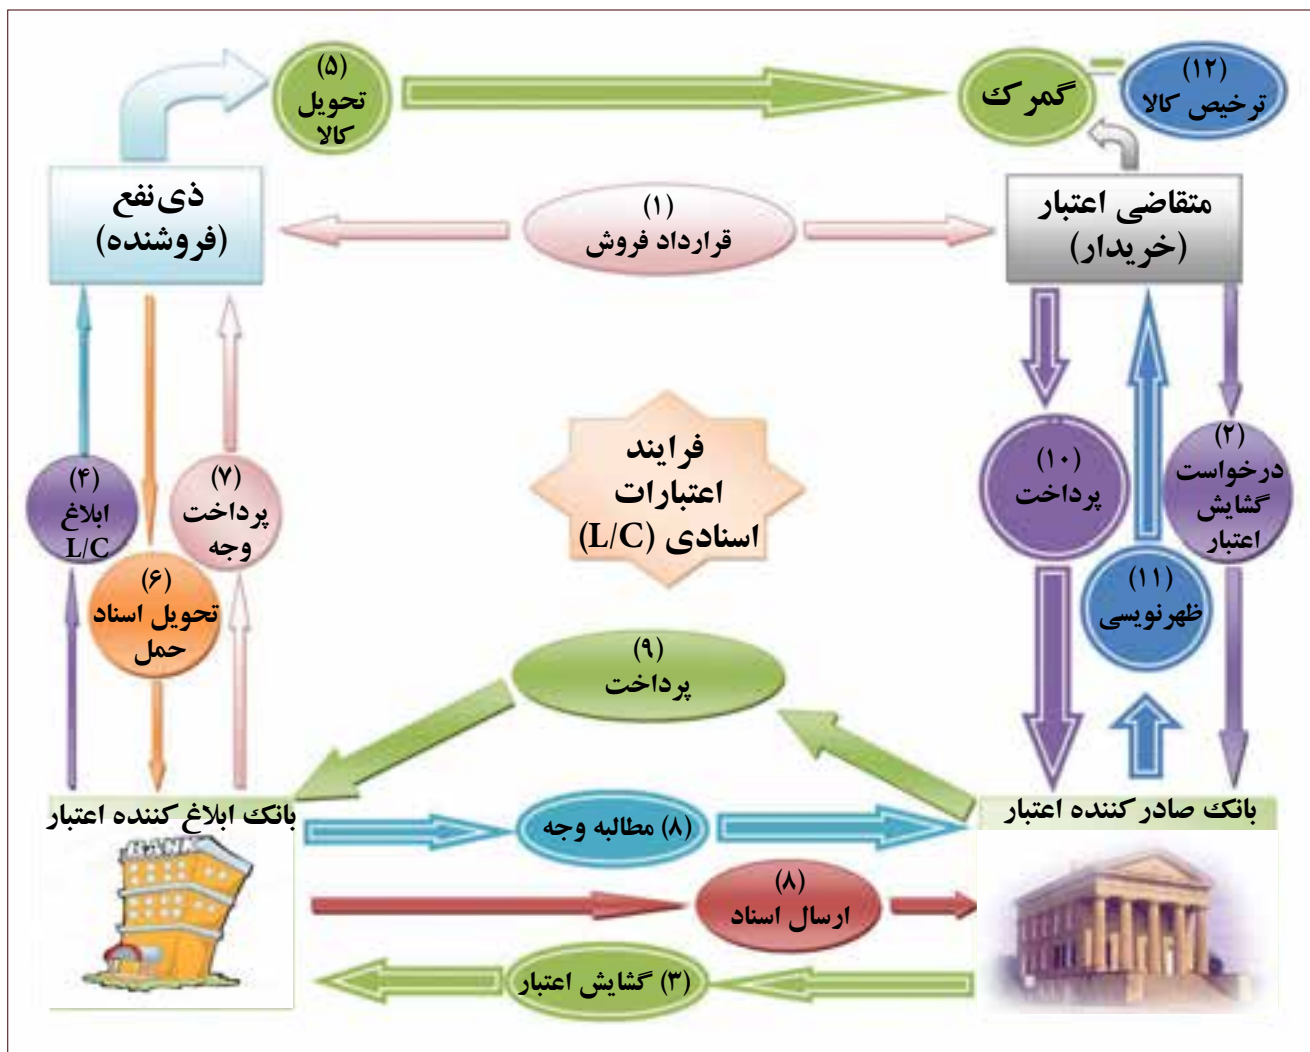 (۵)
تحویل
کالا
گمرک
(۱۲)
ترخیص کالا
ذی‌نفع
(فروشنده)
(۱)
قرارداد فروش
متقاضی اعتبار
(خریدار)
(۴)
ابلاغ
L/C
(۷)
پرداخت
وجه
(۶)
تحویل اسناد
حمل
فرایند
اعتبارات
اسنادی (L/C)
(۱۰)
پرداخت
(۲)
درخواست
گشایش
اعتبار
(۱۱)
ظهرنویسی
(۹)
پرداخت
بانک ابلاغ کننده اعتبار
بانک صادر کننده اعتبار
BANK
(۸) مطالبه وجه
(۸)
ارسال اسناد
(۳) گشایش اعتبار